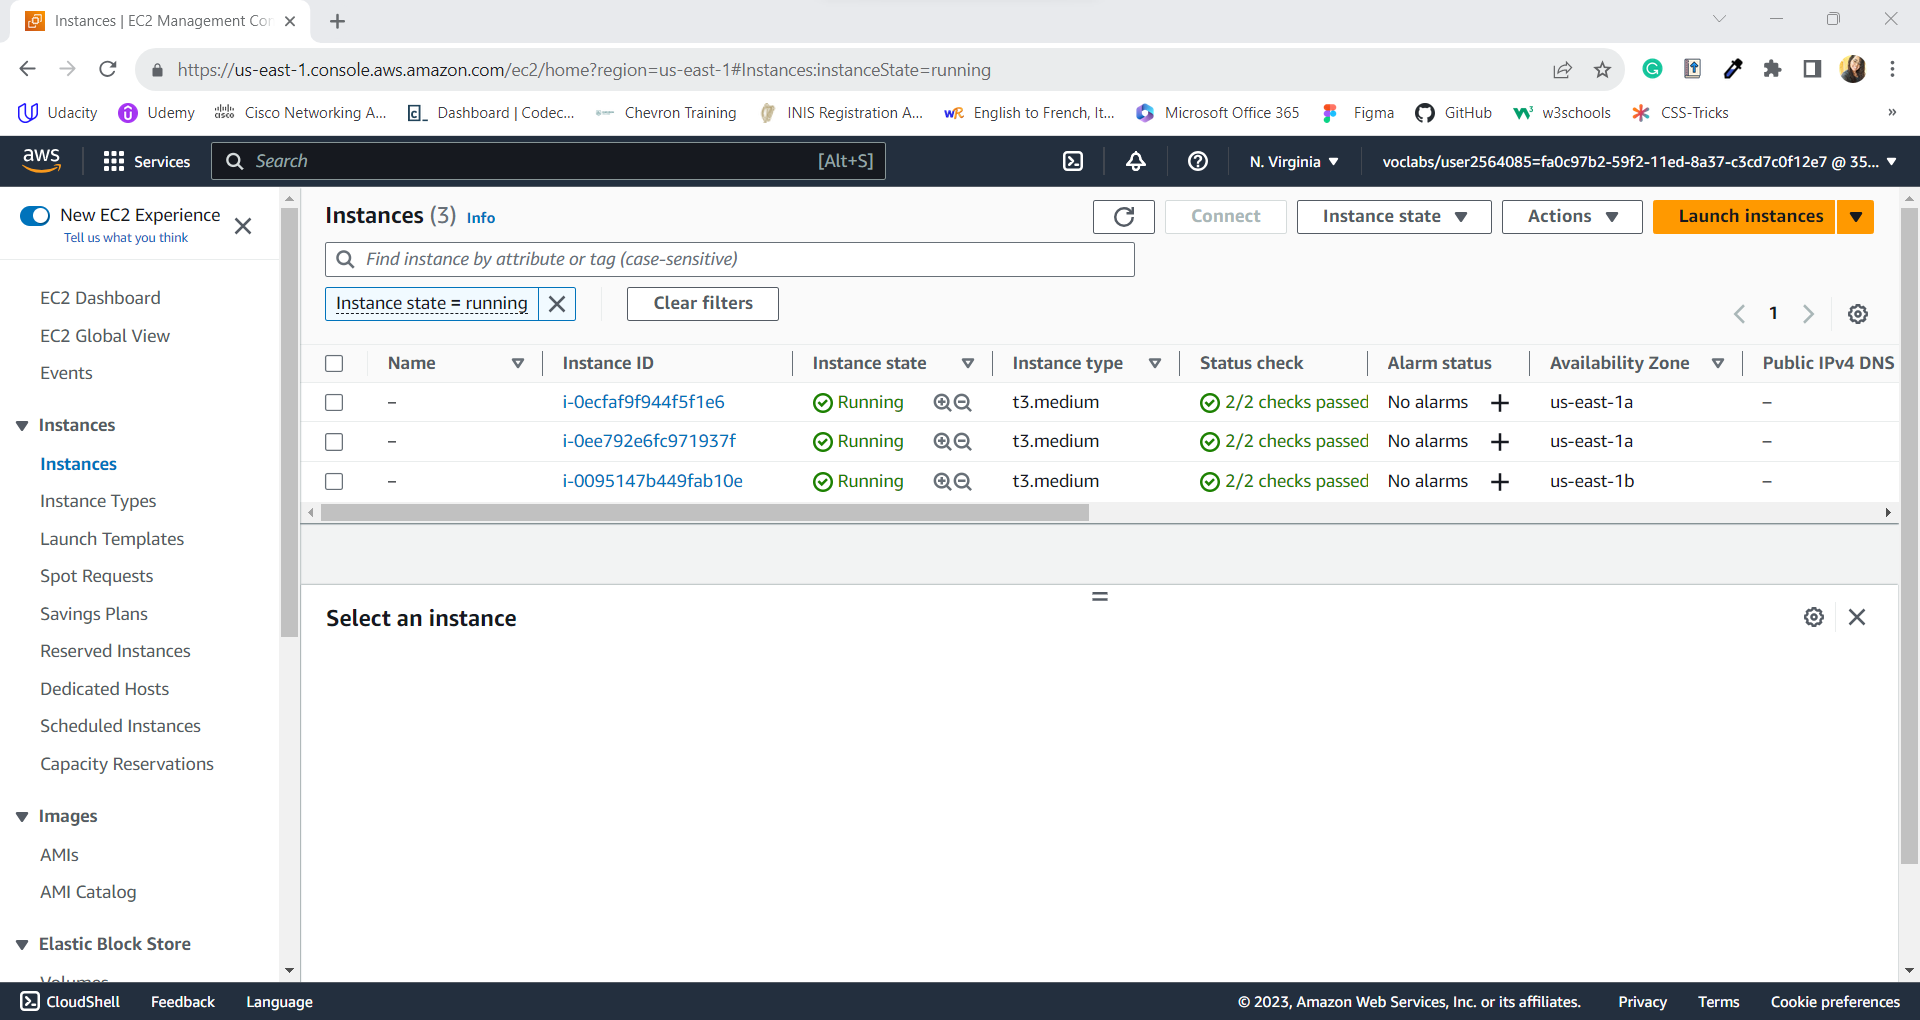 Instances | EC2 Management Con
https://us-east-1.console.aws.amazon.com/ec2/home?region=us-east-1#Instances:instanceState=running
Udacity Udemy Cisco Networking A... Dashboard | Codec... Chevron Training INIS Registration A... English to French, It... Microsoft Office 365 Figma GitHub w3schools CSS-Tricks »
aws Services Search [Alt+S] N. Virginia voclabs/user2564085=fa0c97b2-59f2-11ed-8a37-c3cd7c0f12e7 @ 35...
New EC2 Experience
Tell us what you think
EC2 Dashboard
EC2 Global View
Events
Instances
Instances
Instance Types
Launch Templates
Spot Requests
Savings Plans
Reserved Instances
Dedicated Hosts
Scheduled Instances
Capacity Reservations
Images
AMIs
AMI Catalog
Elastic Block Store
Volumes
Instances (3) Info
Connect Instance state Actions Launch instances
Find instance by attribute or tag (case-sensitive)
Instance state = running Clear filters
1
Name Instance ID Instance state Instance type Status check Alarm status Availability Zone Public IPv4 DNS
– i-0ecfaf9f944f5f1e6 Running t3.medium 2/2 checks passed No alarms + us-east-1a –
– i-0ee792e6fc971937f Running t3.medium 2/2 checks passed No alarms + us-east-1a –
– i-0095147b449fab10e Running t3.medium 2/2 checks passed No alarms + us-east-1b –
Select an instance
CloudShell Feedback Language © 2023, Amazon Web Services, Inc. or its affiliates. Privacy Terms Cookie preferences